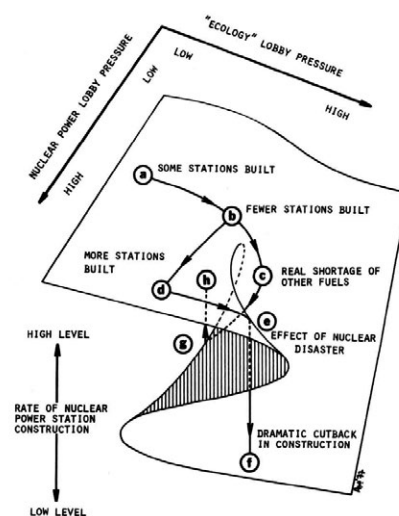 "ECOLOGY" LOBBY PRESSURE
LOW
HIGH
NUCLEAR POWER LOBBY PRESSURE
LOW
HIGH
a
SOME STATIONS BUILT
b
FEWER STATIONS BUILT
MORE STATIONS
BUILT
d
h
c
REAL SHORTAGE OF
OTHER FUELS
e
EFFECT OF NUCLEAR
DISASTER
g
HIGH LEVEL
RATE OF NUCLEAR
POWER STATION
CONSTRUCTION
LOW LEVEL
DRAMATIC CUTBACK
IN CONSTRUCTION
f